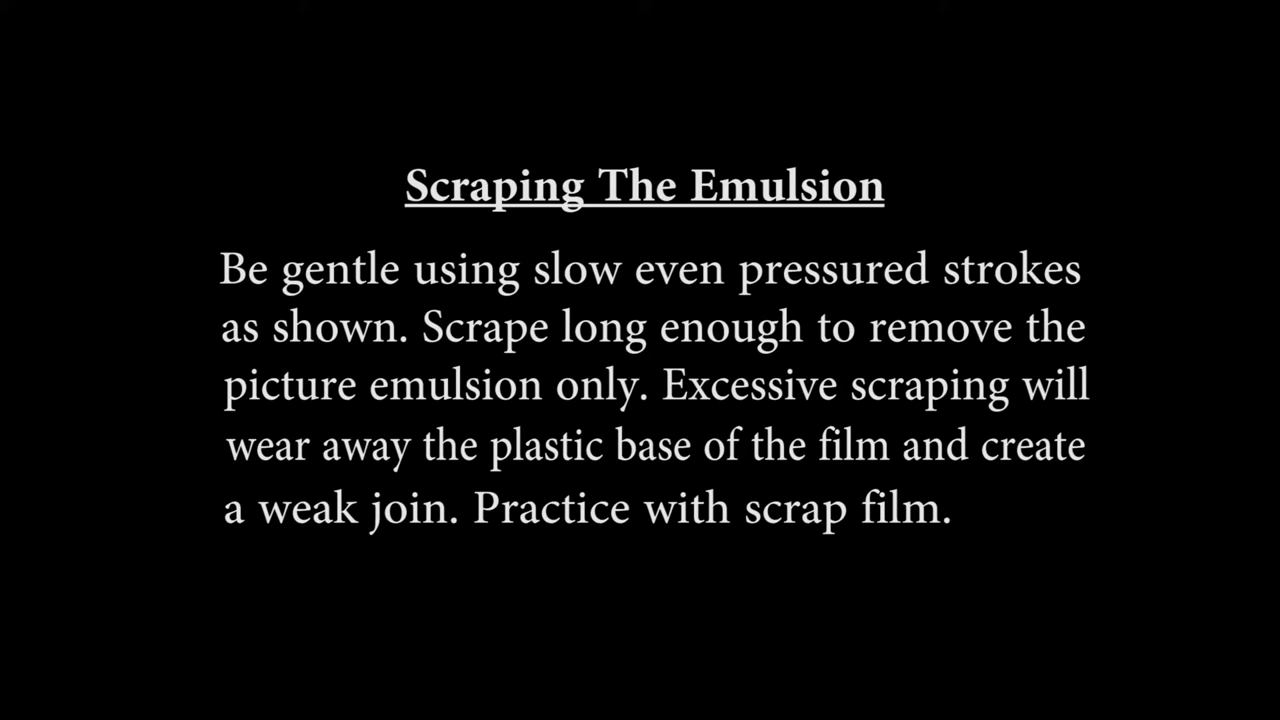 Scraping The Emulsion
Be gentle using slow even pressured strokes
as shown. Scrape long enough to remove the
picture emulsion only. Excessive scraping will
wear away the plastic base of the film and create
a weak join. Practice with scrap film.